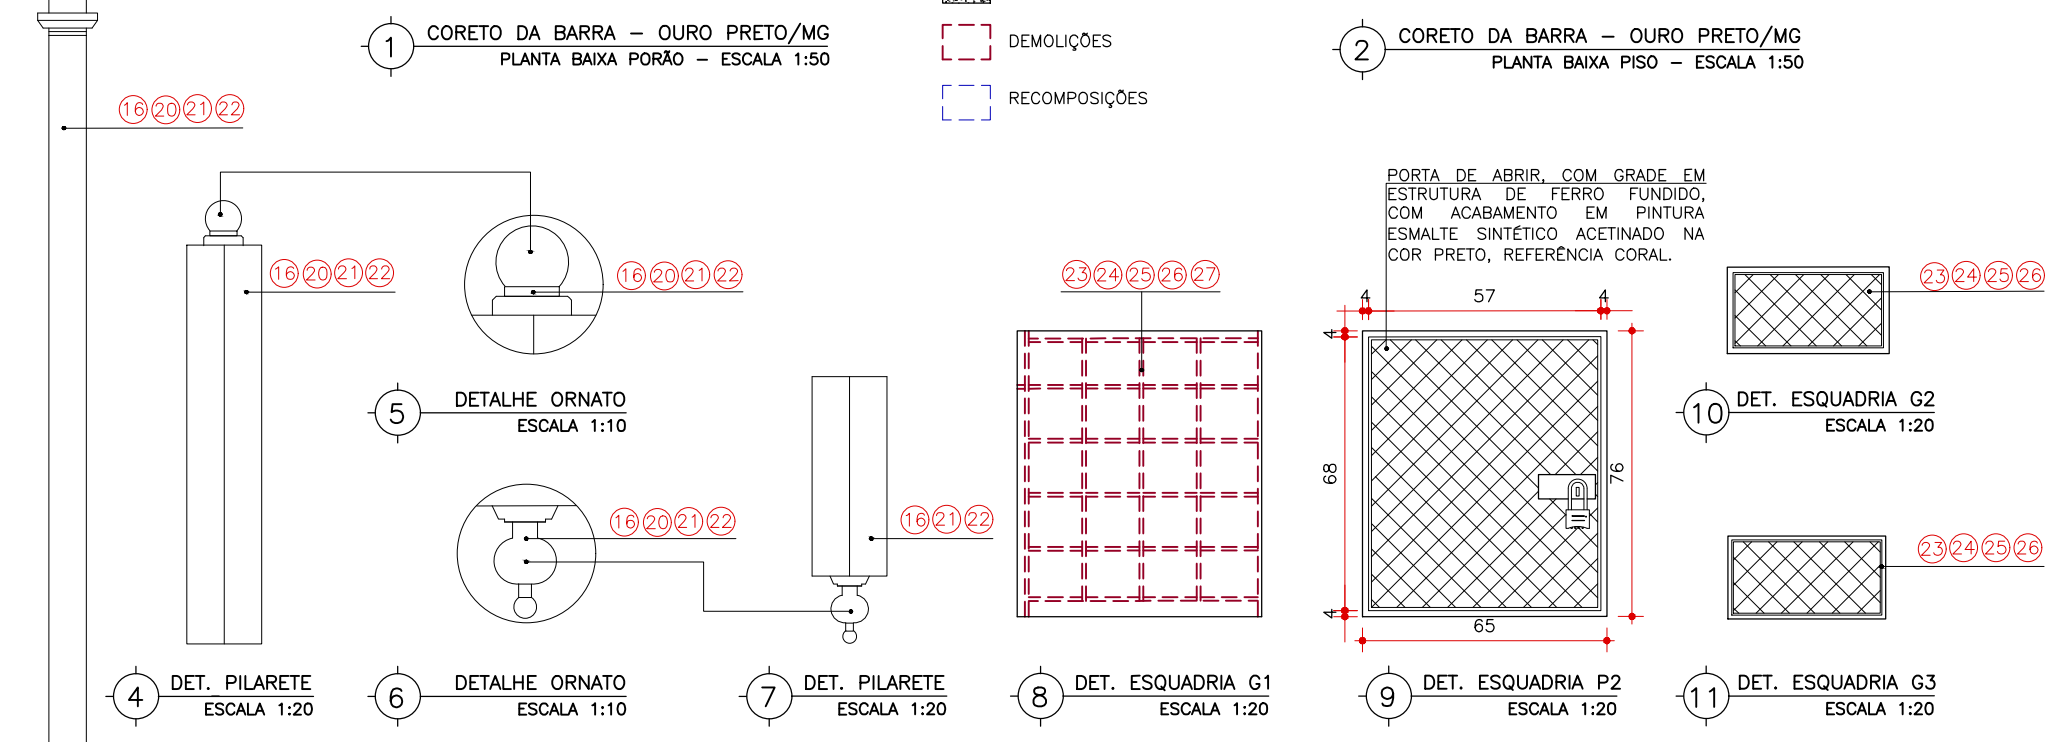 1 CORETO DA BARRA – OURO PRETO/MG
PLANTA BAIXA PORÃO – ESCALA 1:50
DEMOLIÇÕES
RECOMPOSIÇÕES
2 CORETO DA BARRA – OURO PRETO/MG
PLANTA BAIXA PISO – ESCALA 1:50
16 20 21 22
16 20 21 22
16 20 21 22
5 DETALHE ORNATO
ESCALA 1:10
16 20 21 22
16 21 22
23 24 25 26 27
PORTA DE ABRIR, COM GRADE EM
ESTRUTURA DE FERRO FUNDIDO,
COM ACABAMENTO EM PINTURA
ESMALTE SINTÉTICO ACETINADO NA
COR PRETO, REFERÊNCIA CORAL.
4 57 4
4
68
76
4
65
23 24 25 26
10 DET. ESQUADRIA G2
ESCALA 1:20
23 24 25 26
4 DET. PILARETE
ESCALA 1:20
6 DETALHE ORNATO
ESCALA 1:10
7 DET. PILARETE
ESCALA 1:20
8 DET. ESQUADRIA G1
ESCALA 1:20
9 DET. ESQUADRIA P2
ESCALA 1:20
11 DET. ESQUADRIA G3
ESCALA 1:20